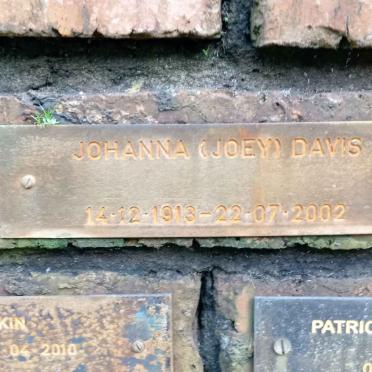 JOHANNA (JOEY) DAVIS
14·12·1913–22·07·2002
KIN
04 2010
PATRIC